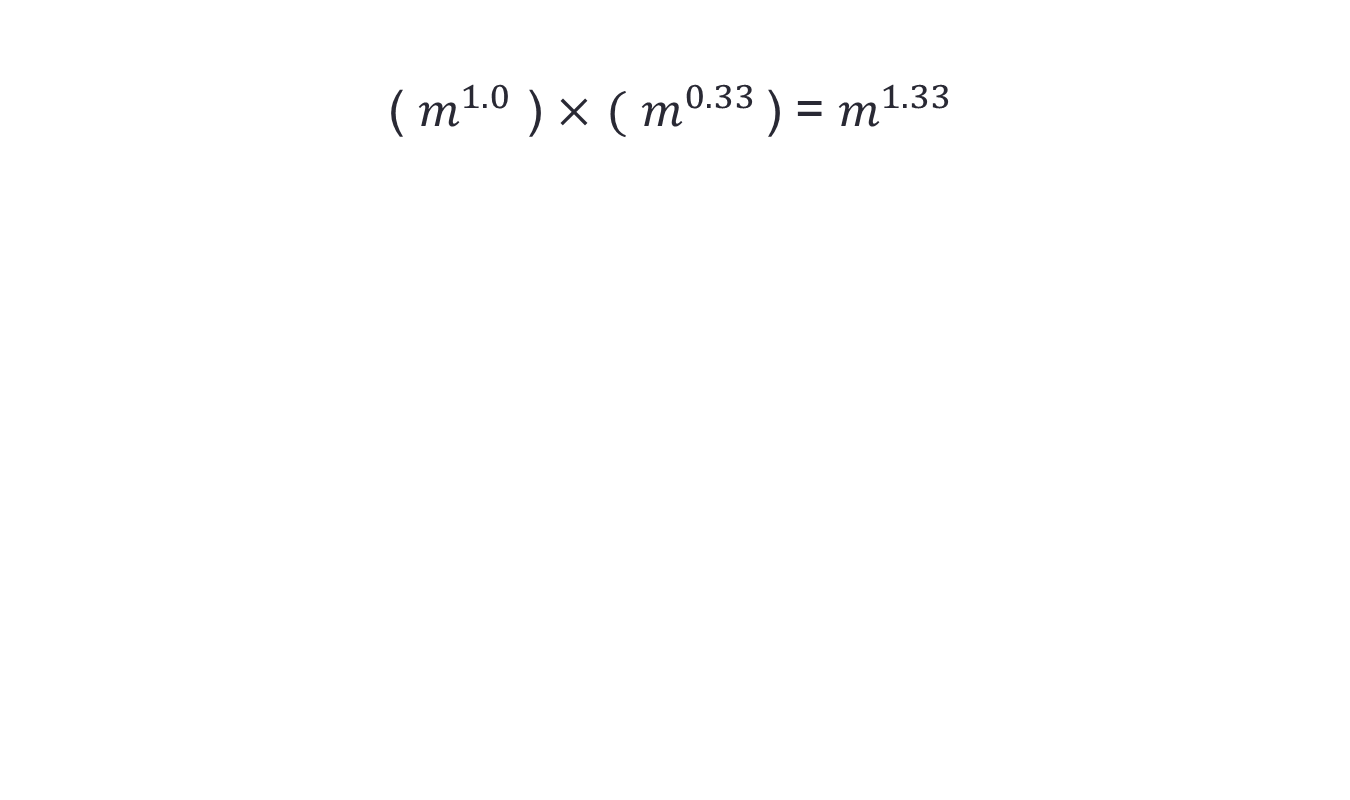 ( m^1.0 ) × ( m^0.33 ) = m^1.33